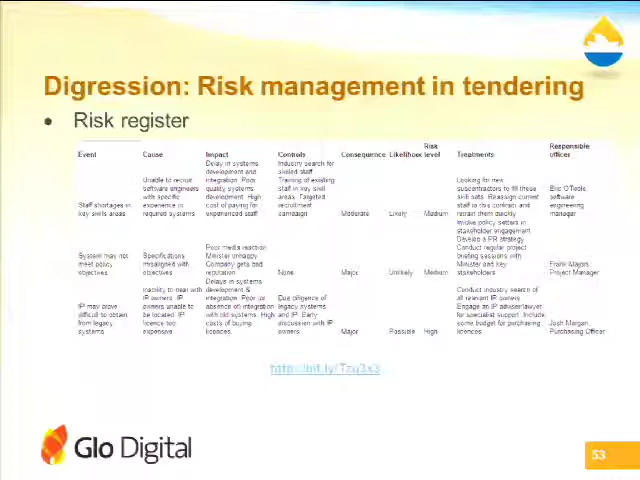 Digression: Risk management in tendering
• Risk register
Event Cause Impact Controls Consequence Likelihood Risk level Treatments Responsible officer
Staff shortages in
key skills areas
Unable to recruit
software engineers
with specific
experience in
required systems
Delay in systems
development and
integration. Poor
quality systems
development. High
cost of paying for
experienced staff
Industry search for
skilled staff
Training of existing
staff in key skill
areas. Targeted
recruitment
campaign
Moderate
Likely
Medium
Looking for new
subcontractors to fill these
skill sets. Reassign current
staff to this contract and
retrain them quickly
Eric O'Toole,
software
engineering
manager
System may not
meet policy
objectives
Specifications
misaligned with
objectives
Poor media reaction
Minister unhappy
Company gets bad
reputation
None
Major
Unlikely
Medium
Involve policy setters in
stakeholder engagement
Develop a PR strategy
Conduct regular project
briefing sessions with
Minister and key
stakeholders
Frank Majors
Project Manager
IP may prove
difficult to obtain
from legacy
systems
Inability to deal with
IP owners. IP
owners unable to
be located. IP
licence too
expensive
Delays in systems
development &
integration. Poor (or
absence of) integration
with old systems. High
costs of buying
licences.
Due diligence of
legacy systems
and IP. Early
discussion with IP
owners
Major
Possible
High
Conduct industry search
of all relevant IP owners
Engage an IP adviser/lawyer
for specialist support. Include
some budget for purchasing
licences
Josh Morgan,
Purchasing Officer
Glo Digital
53